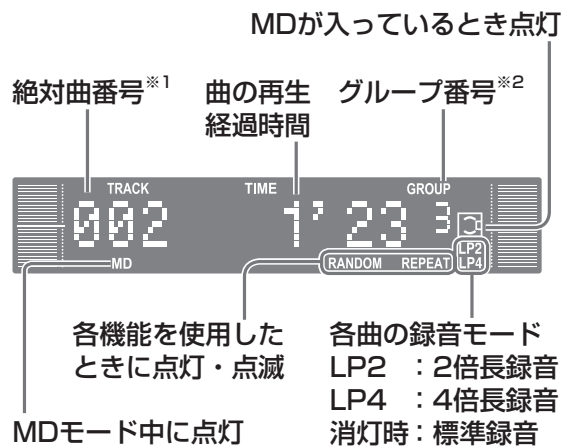 MDが入っているとき点灯
絶対曲番号※1
曲の再生
経過時間
グループ番号※2
TRACK TIME GROUP
002 1’23 3
MD RANDOM REPEAT LP2
LP4
各機能を使用した
ときに点灯・点滅
MDモード中に点灯
各曲の録音モード
LP2 :2倍長録音
LP4 :4倍長録音
消灯時:標準録音